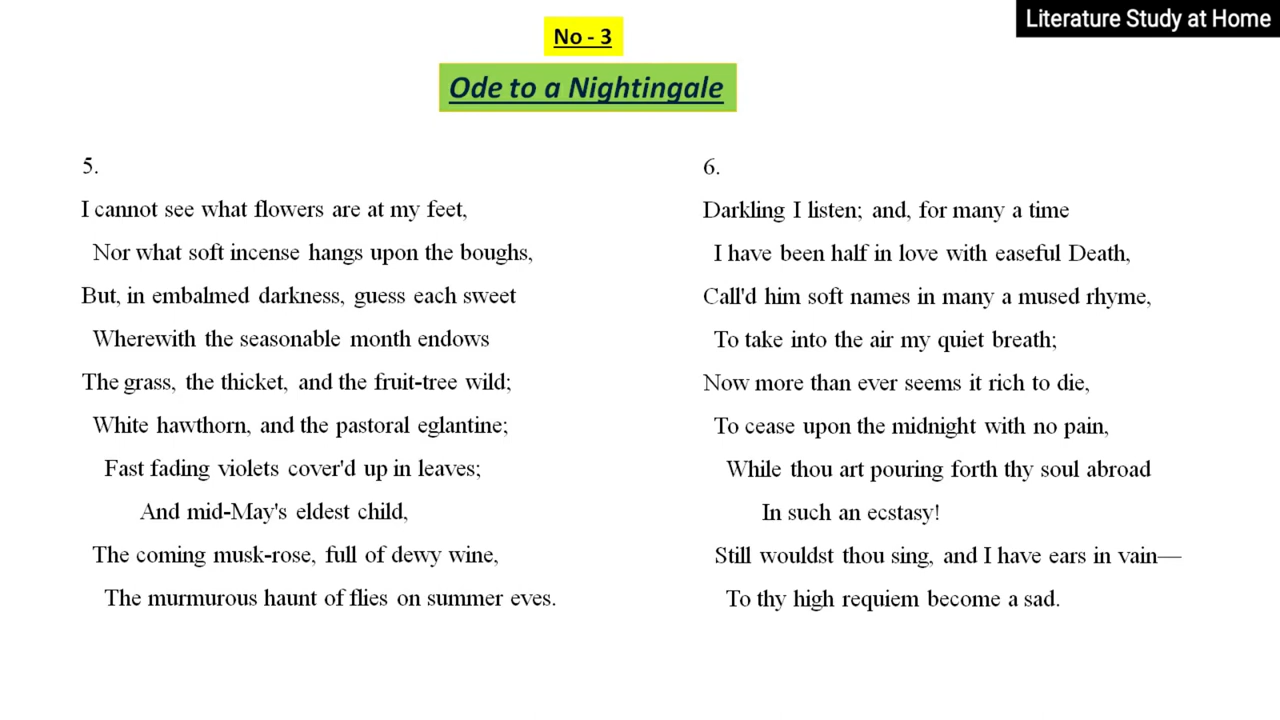 Literature Study at Home
No - 3
Ode to a Nightingale
5.
I cannot see what flowers are at my feet,
Nor what soft incense hangs upon the boughs,
But, in embalmed darkness, guess each sweet
Wherewith the seasonable month endows
The grass, the thicket, and the fruit-tree wild;
White hawthorn, and the pastoral eglantine;
Fast fading violets cover'd up in leaves;
And mid-May's eldest child,
The coming musk-rose, full of dewy wine,
The murmurous haunt of flies on summer eves.
6.
Darkling I listen; and, for many a time
I have been half in love with easeful Death,
Call'd him soft names in many a mused rhyme,
To take into the air my quiet breath;
Now more than ever seems it rich to die,
To cease upon the midnight with no pain,
While thou art pouring forth thy soul abroad
In such an ecstasy!
Still wouldst thou sing, and I have ears in vain—
To thy high requiem become a sad.